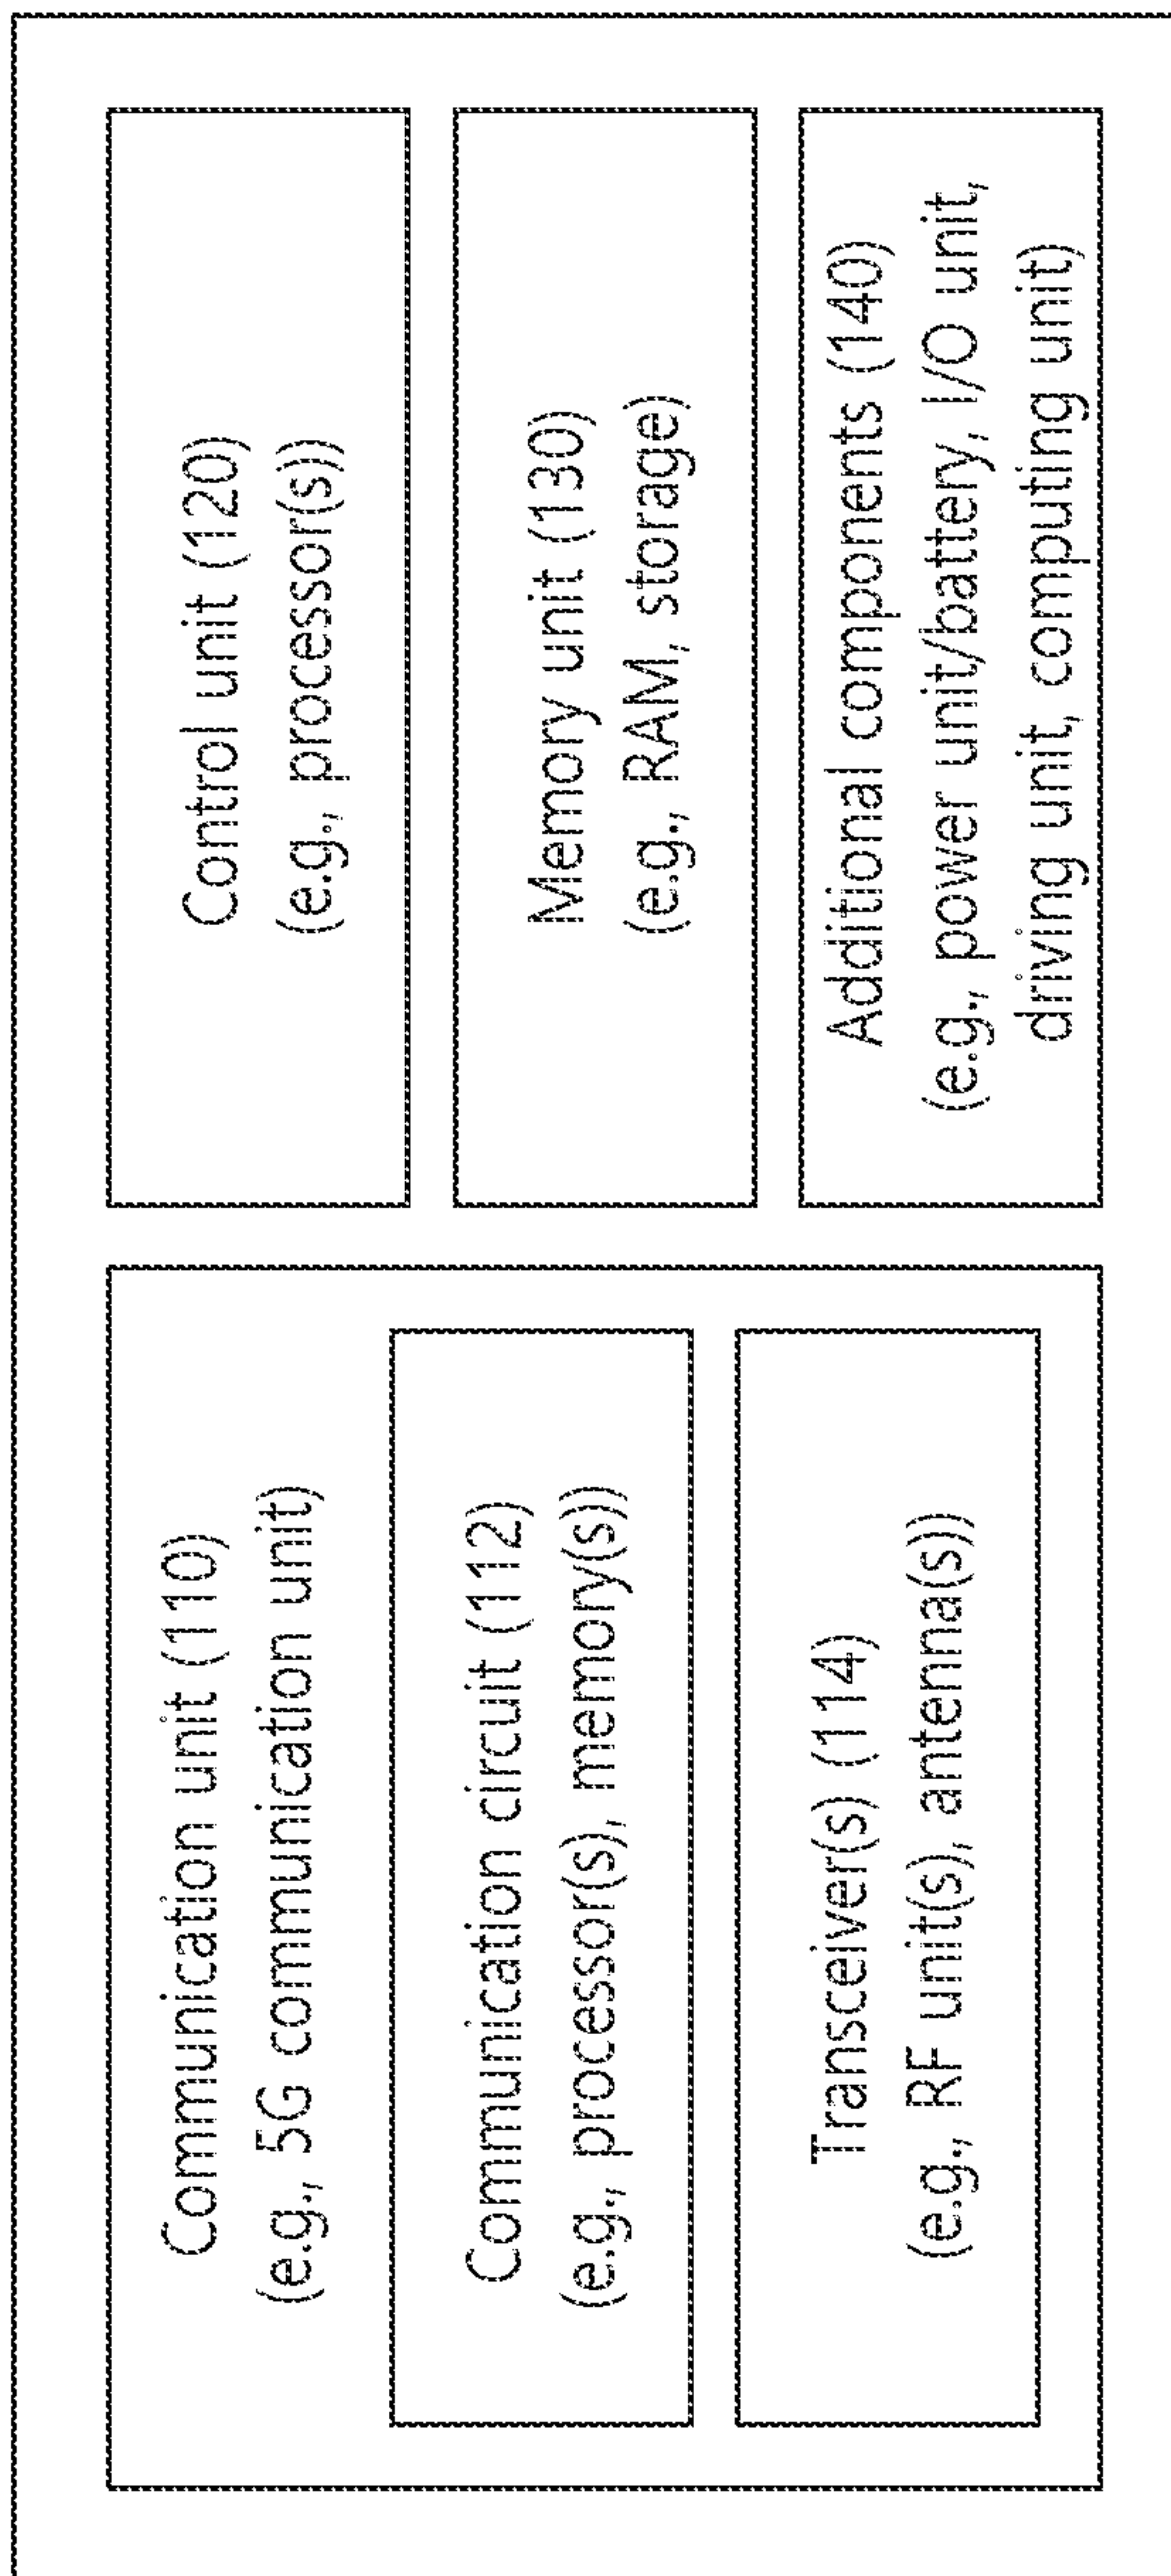 Communication unit (110)
(e.g., 5G communication unit)
Communication circuit (112)
(e.g., processor(s), memory(s))
Transceiver(s) (114)
(e.g., RF unit(s), antenna(s))
Control unit (120)
(e.g., processor(s))
Memory unit (130)
(e.g., RAM, storage)
Additional components (140)
(e.g., power unit/battery, I/O unit,
driving unit, computing unit)